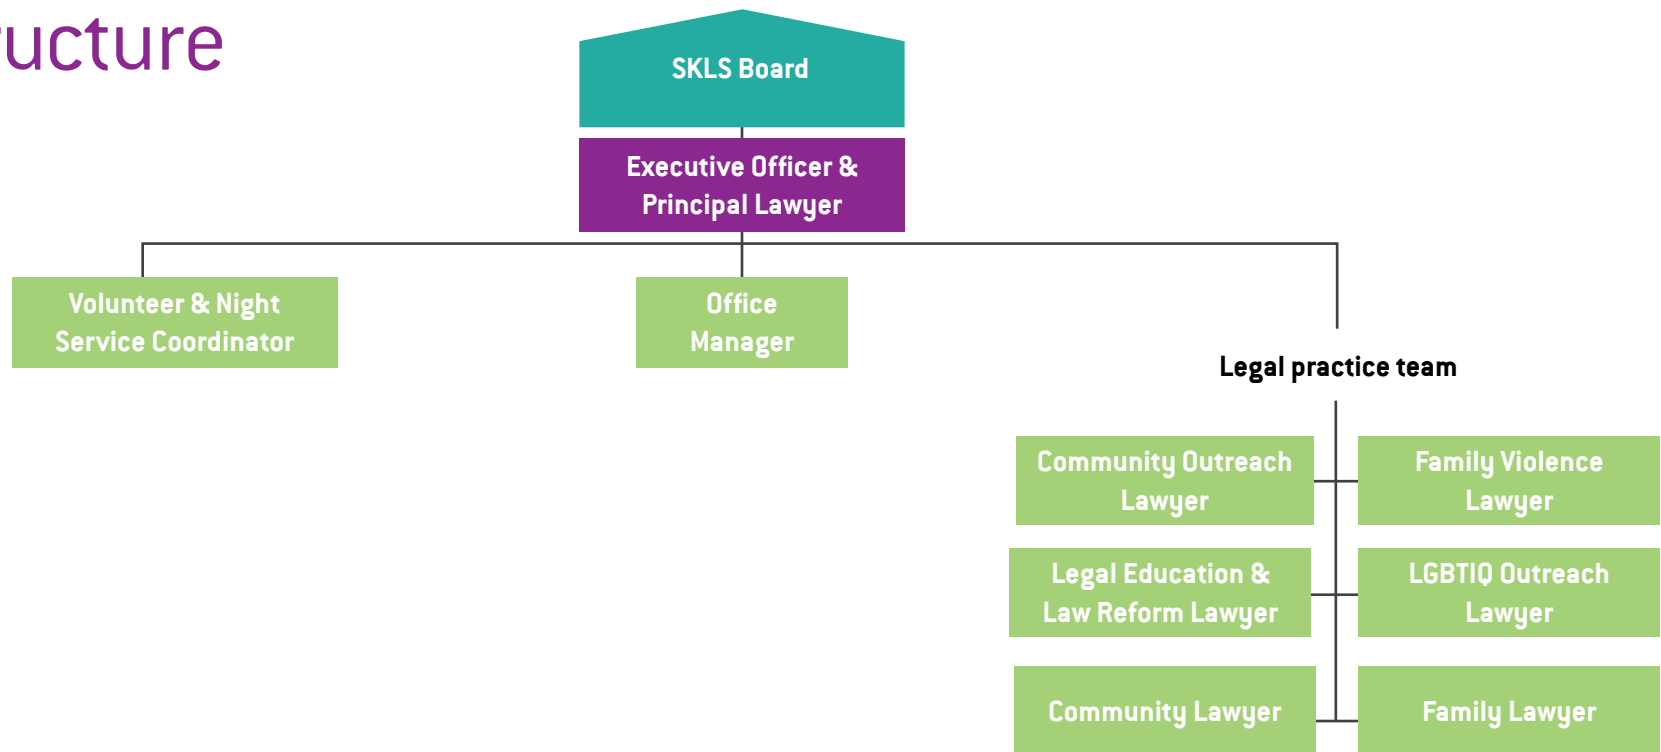 ucture
SKLS Board
Executive Officer &
Principal Lawyer
Volunteer & Night
Service Coordinator
Office
Manager
Legal practice team
Community Outreach
Lawyer
Family Violence
Lawyer
Legal Education &
Law Reform Lawyer
LGBTIQ Outreach
Lawyer
Community Lawyer
Family Lawyer